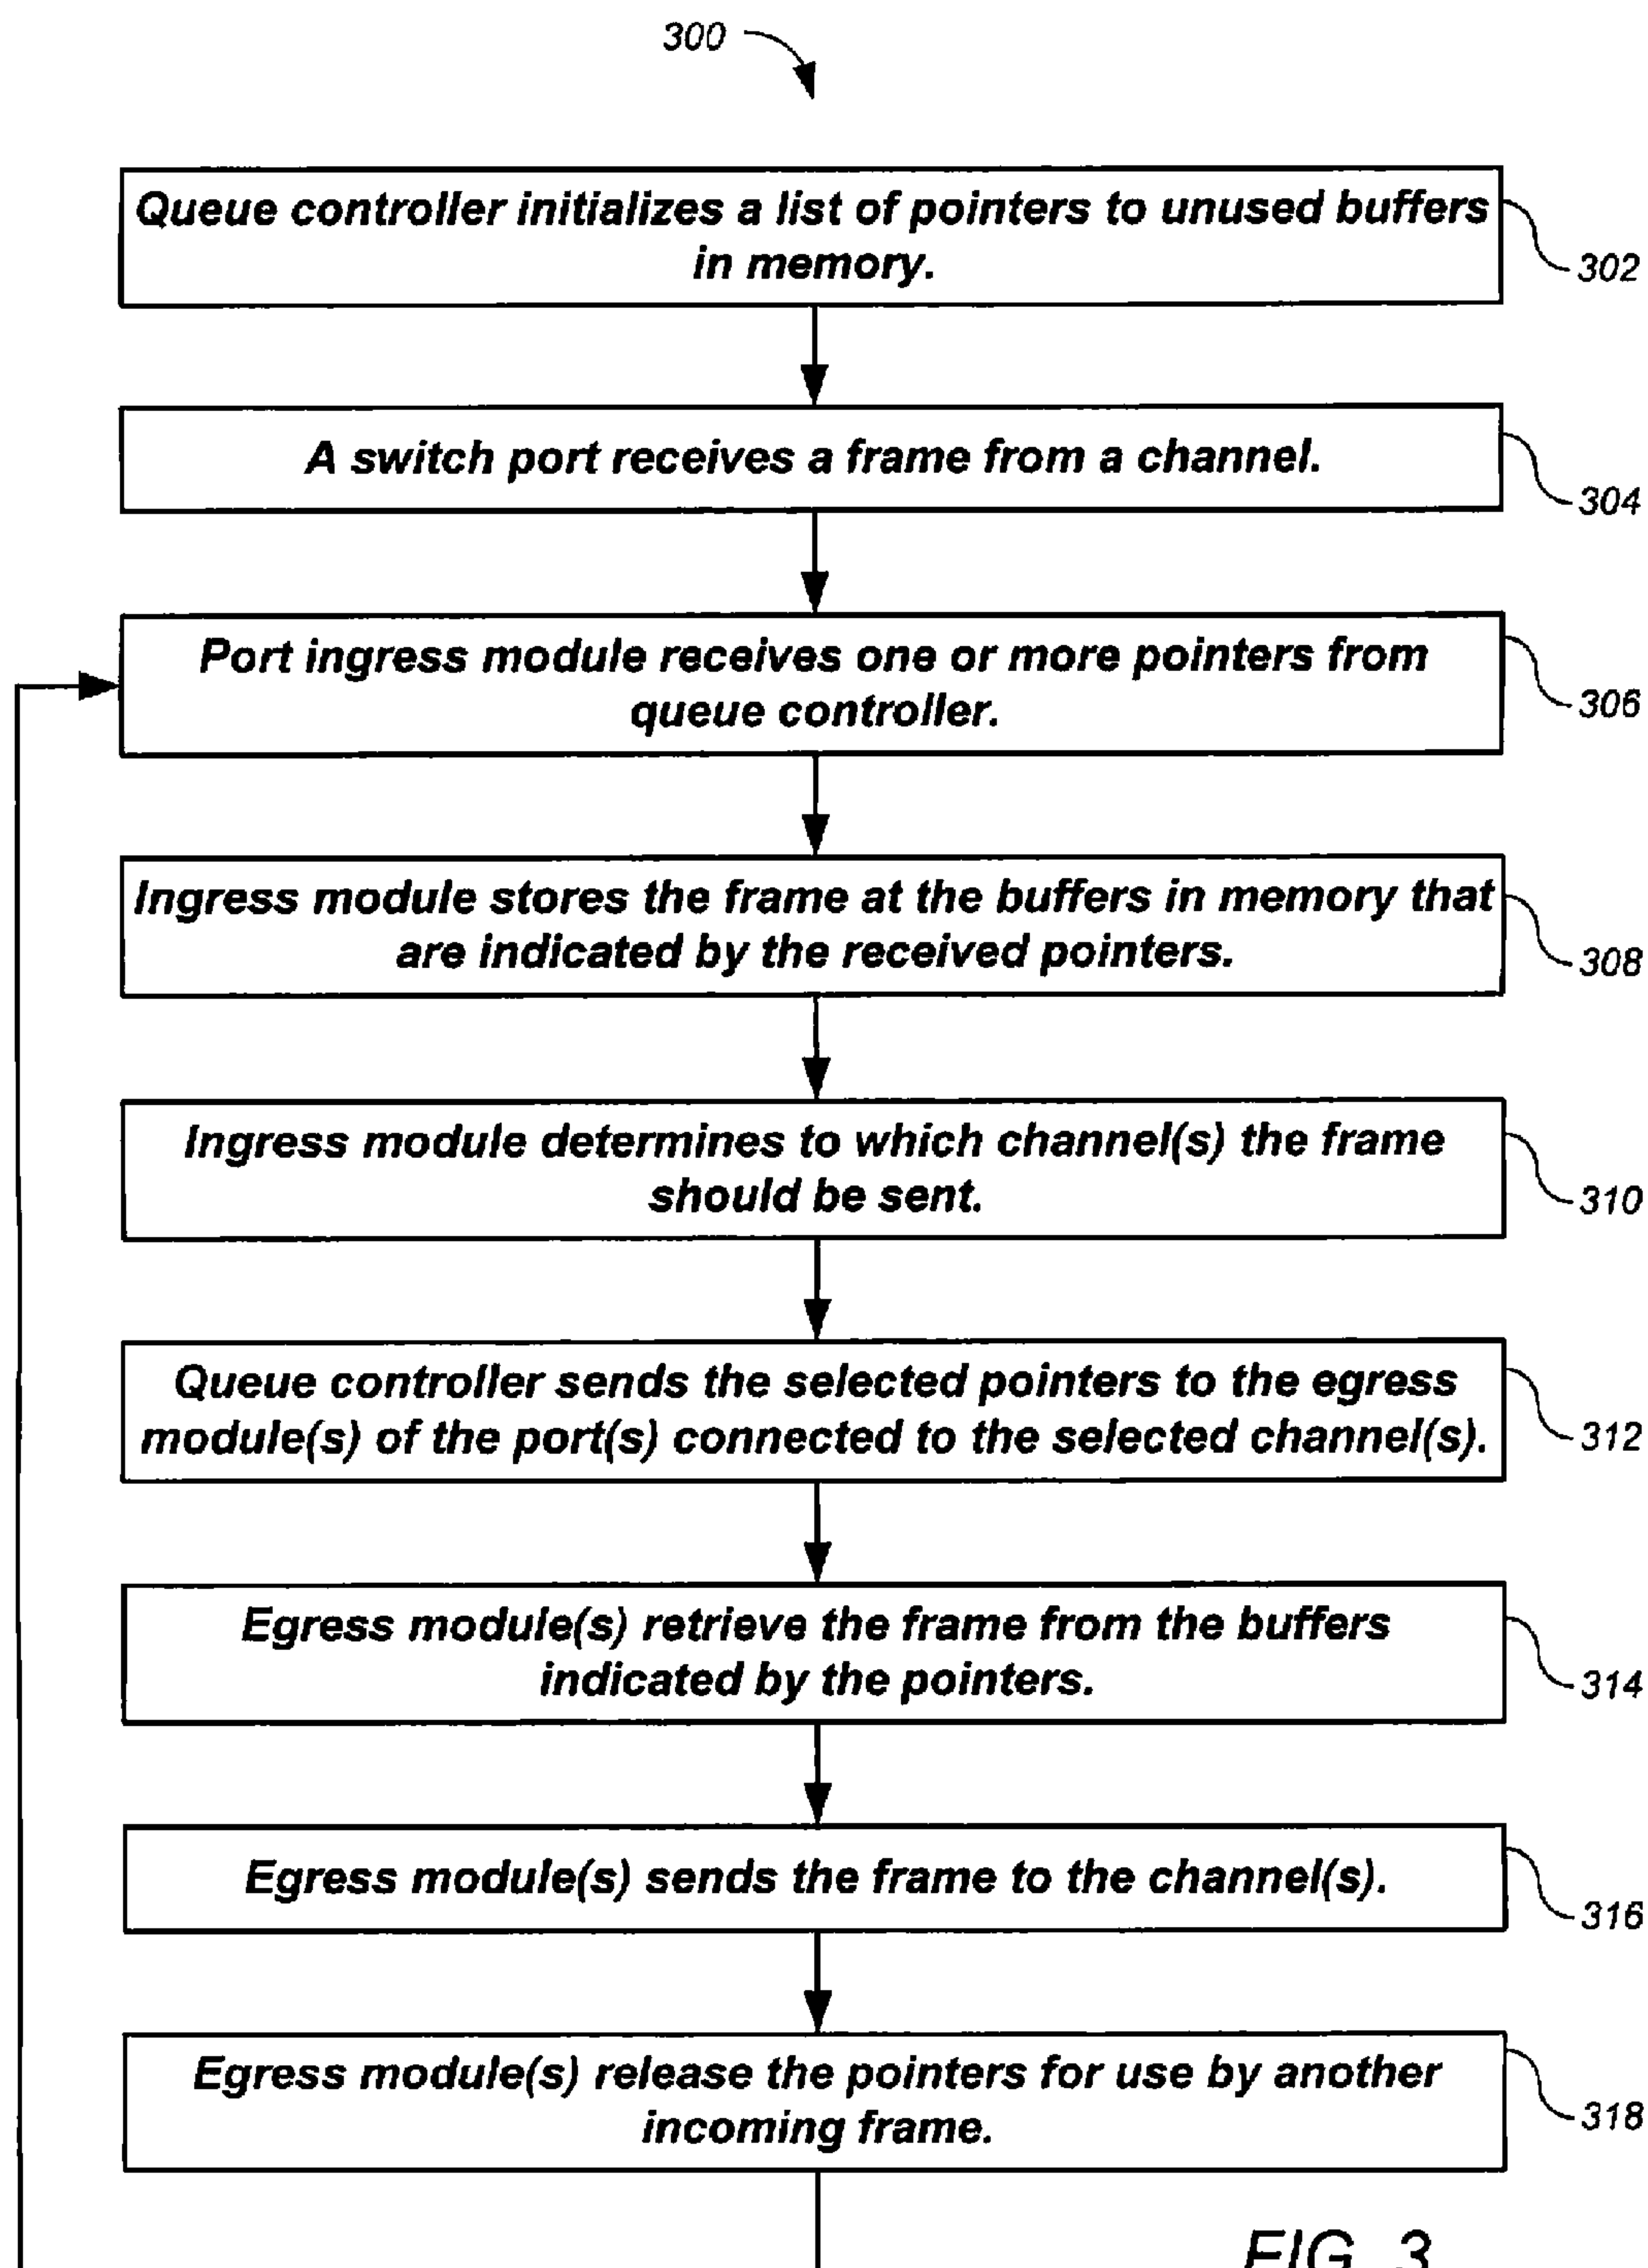 300
Queue controller initializes a list of pointers to unused buffers
in memory.
302
A switch port receives a frame from a channel.
304
Port ingress module receives one or more pointers from
queue controller.
306
Ingress module stores the frame at the buffers in memory that
are indicated by the received pointers.
308
Ingress module determines to which channel(s) the frame
should be sent.
310
Queue controller sends the selected pointers to the egress
module(s) of the port(s) connected to the selected channel(s).
312
Egress module(s) retrieve the frame from the buffers
indicated by the pointers.
314
Egress module(s) sends the frame to the channel(s).
316
Egress module(s) release the pointers for use by another
incoming frame.
318
FIG. 3